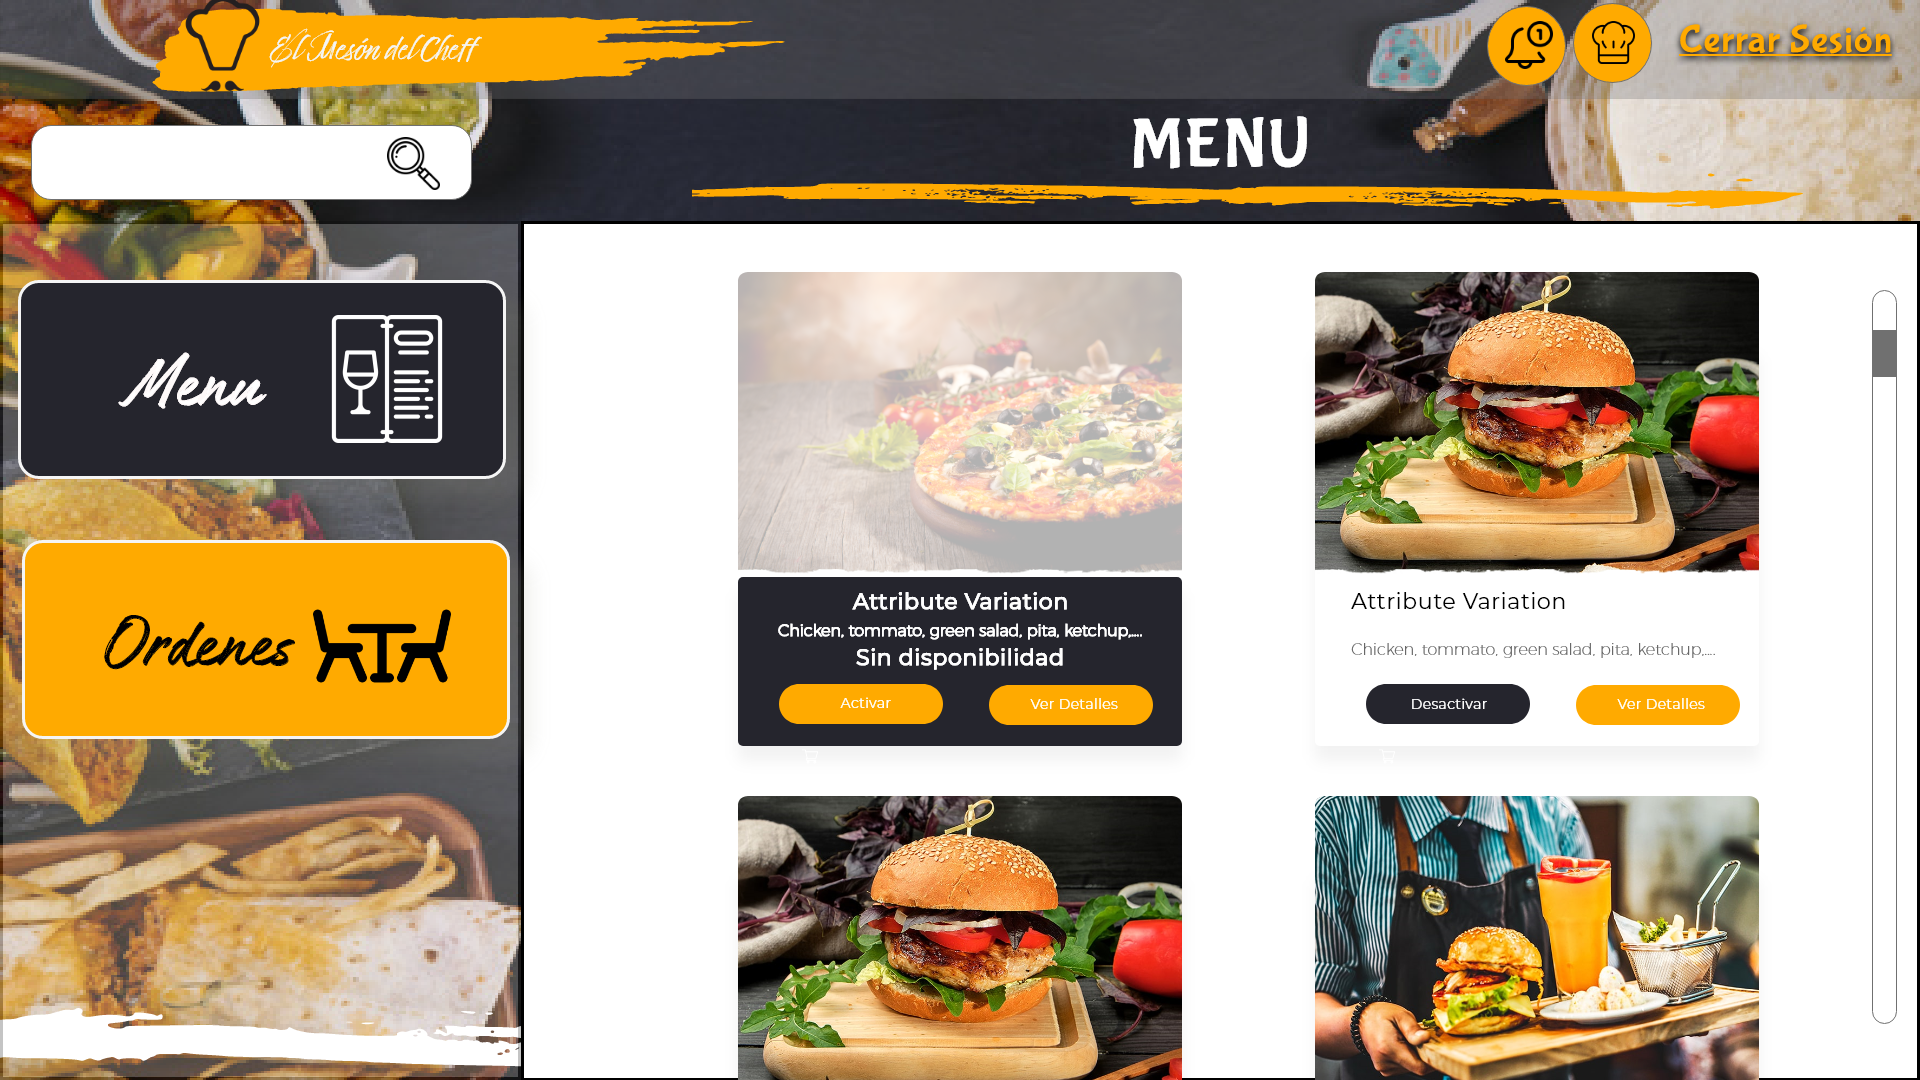 El Mesón del Cheff
1
Cerrar Sesión
MENU
Menu
Ordenes
Attribute Variation
Chicken, tommato, green salad, pita, ketchup,....
Sin disponibilidad
Activar
Ver Detalles
Attribute Variation
Chicken, tommato, green salad, pita, ketchup,....
Desactivar
Ver Detalles